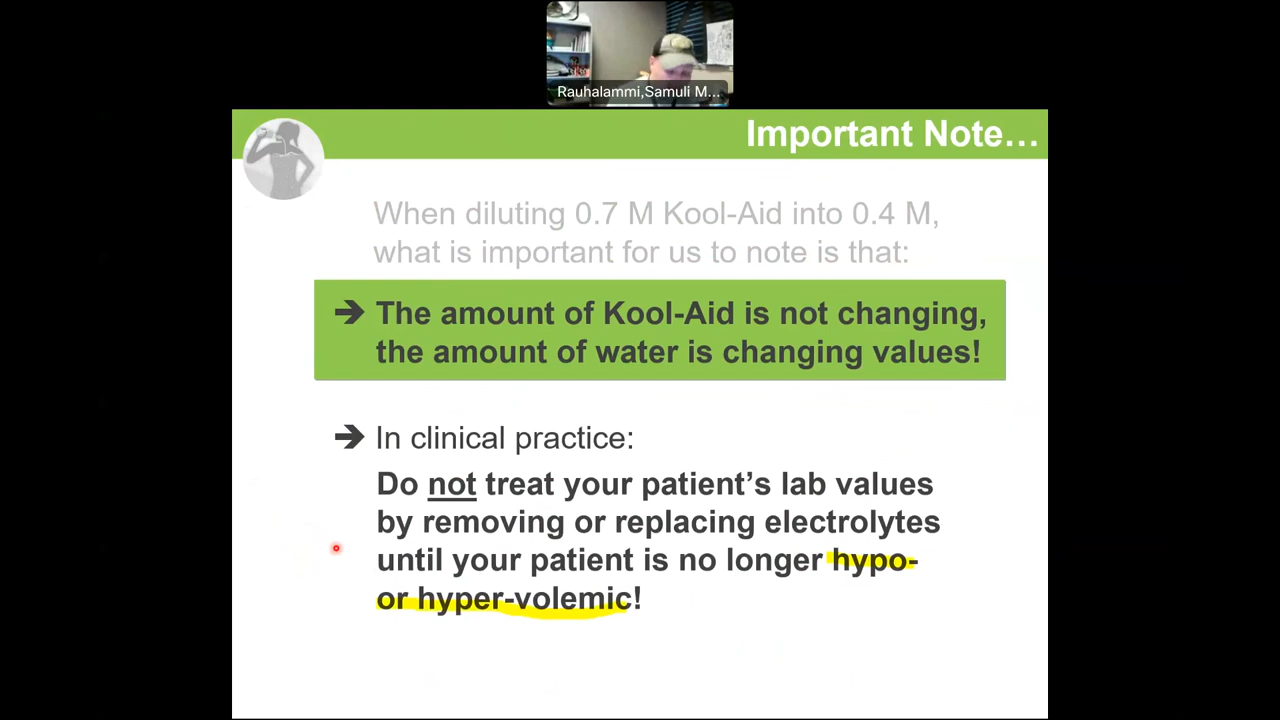 Rauhalammi,Samuli M...
Important Note…
When diluting 0.7 M Kool-Aid into 0.4 M,
what is important for us to note is that:
➔ The amount of Kool-Aid is not changing,
the amount of water is changing values!
➔ In clinical practice:
Do not treat your patient’s lab values
by removing or replacing electrolytes
until your patient is no longer hypo-
or hyper-volemic!